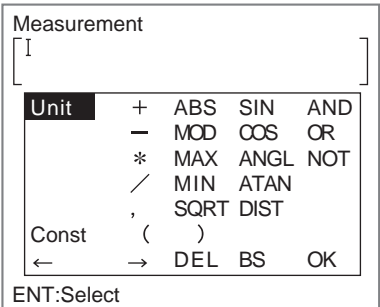 Measurement
Unit + ABS SIN AND
− MOD COS OR
* MAX ANGL NOT
／ MIN ATAN
, SQRT DIST
Const ( )
← → DEL BS OK
ENT:Select